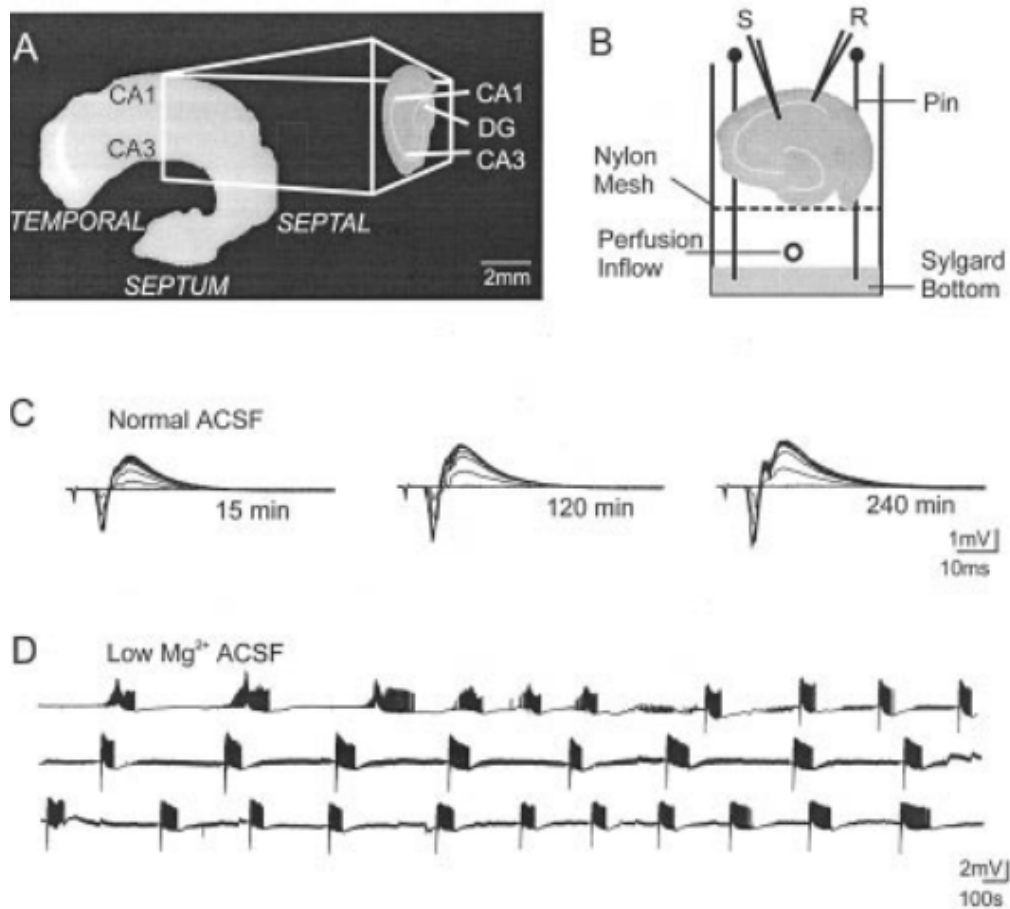 A
CA1
CA3
TEMPORAL
SEPTAL
SEPTUM
CA1
DG
CA3
2mm
B
S
R
Pin
Nylon
Mesh
Perfusion
Inflow
Sylgard
Bottom
C
Normal ACSF
15 min
120 min
240 min
1mV
10ms
D
Low Mg²⁺ ACSF
2mV
100s